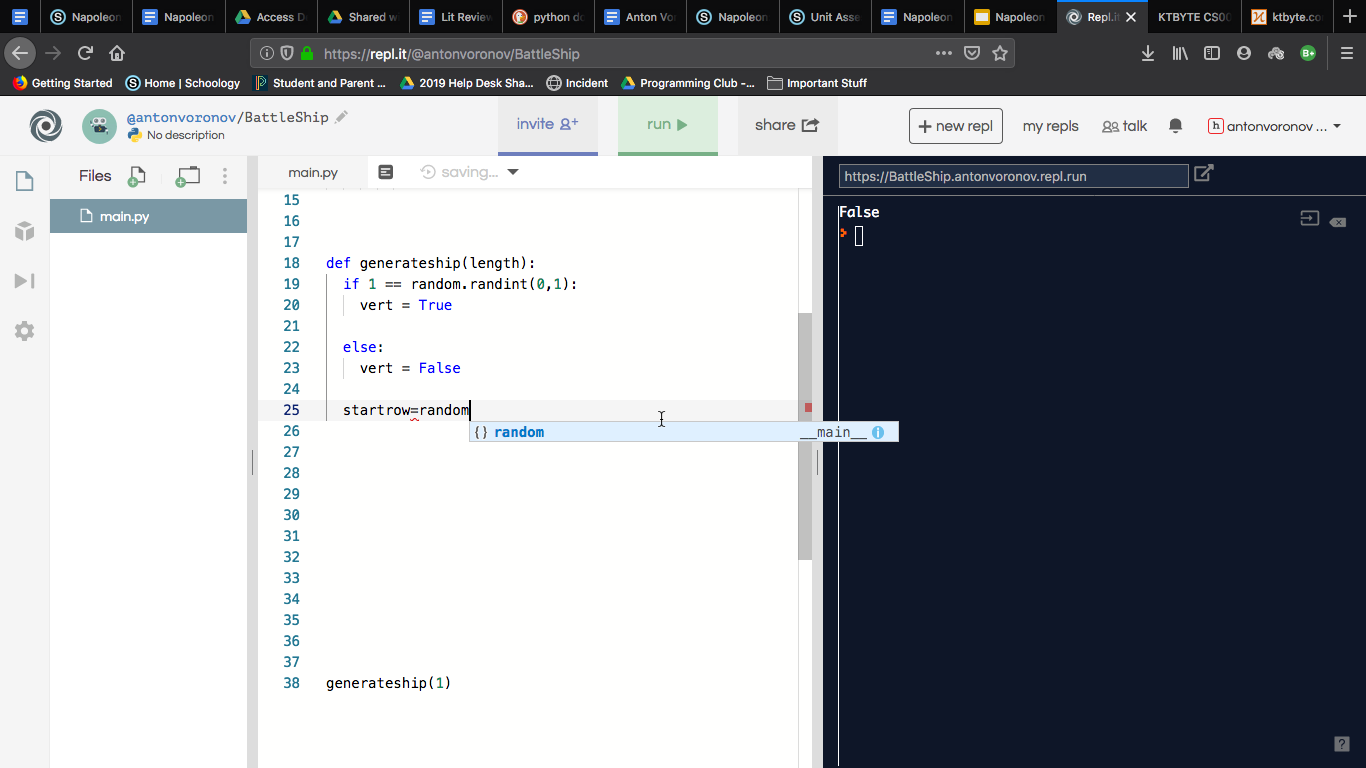 Napoleon
Napoleon
Access D
Shared wi
Lit Review
python do
Anton Vo
Napoleon
Unit Asse
Napoleon
Napoleon
Repl.it
KTBYTE CS00
ktbyte.co
https://repl.it/@antonvoronov/BattleShip
Getting Started
Home | Schoology
Student and Parent ...
2019 Help Desk Sha...
Incident
Programming Club -...
Important Stuff
@antonvoronov/BattleShip
No description
invite
run
share
+ new repl
my repls
talk
h antonvoronov ...
Files
main.py
main.py
saving...
https://BattleShip.antonvoronov.repl.run
15
16
17
18 def generateship(length):
19 if 1 == random.randint(0,1):
20 vert = True
21
22 else:
23 vert = False
24
25 startrow=random
{} random __main__
26
27
28
29
30
31
32
33
34
35
36
37
38 generateship(1)
False